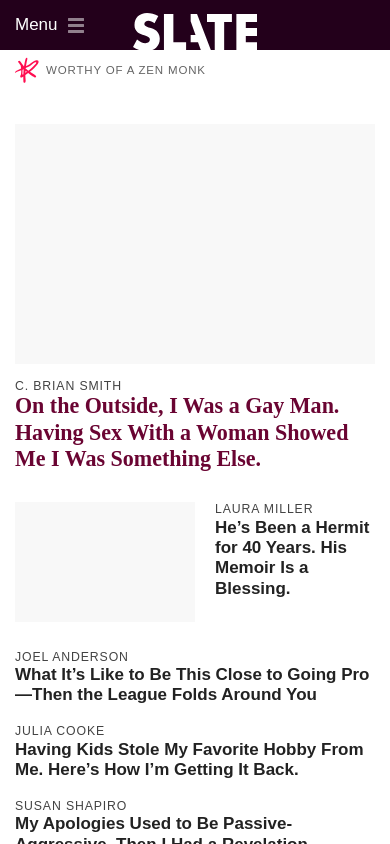 Menu
SLATE
WORTHY OF A ZEN MONK
C. BRIAN SMITH
On the Outside, I Was a Gay Man.
Having Sex With a Woman Showed
Me I Was Something Else.
LAURA MILLER
He’s Been a Hermit
for 40 Years. His
Memoir Is a
Blessing.
JOEL ANDERSON
What It’s Like to Be This Close to Going Pro
—Then the League Folds Around You
JULIA COOKE
Having Kids Stole My Favorite Hobby From
Me. Here’s How I’m Getting It Back.
SUSAN SHAPIRO
My Apologies Used to Be Passive-
Aggressive. Then I Had a Revelation.